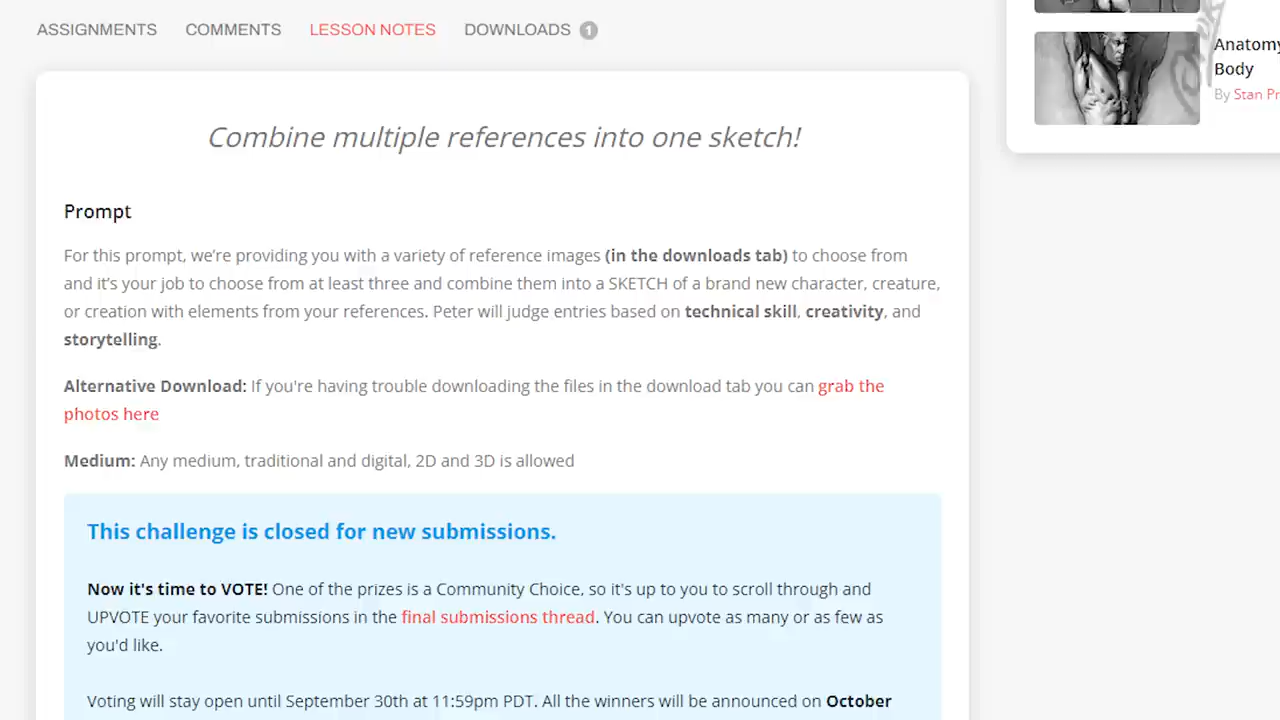 ASSIGNMENTS COMMENTS LESSON NOTES DOWNLOADS 1
Combine multiple references into one sketch!
Prompt
For this prompt, we're providing you with a variety of reference images (in the downloads tab) to choose from
and it's your job to choose from at least three and combine them into a SKETCH of a brand new character, creature,
or creation with elements from your references. Peter will judge entries based on technical skill, creativity, and
storytelling.
Alternative Download: If you're having trouble downloading the files in the download tab you can grab the
photos here
Medium: Any medium, traditional and digital, 2D and 3D is allowed
This challenge is closed for new submissions.
Now it's time to VOTE! One of the prizes is a Community Choice, so it's up to you to scroll through and
UPVOTE your favorite submissions in the final submissions thread. You can upvote as many or as few as
you'd like.
Voting will stay open until September 30th at 11:59pm PDT. All the winners will be announced on October
Anatomy
Body
By Stan Pr